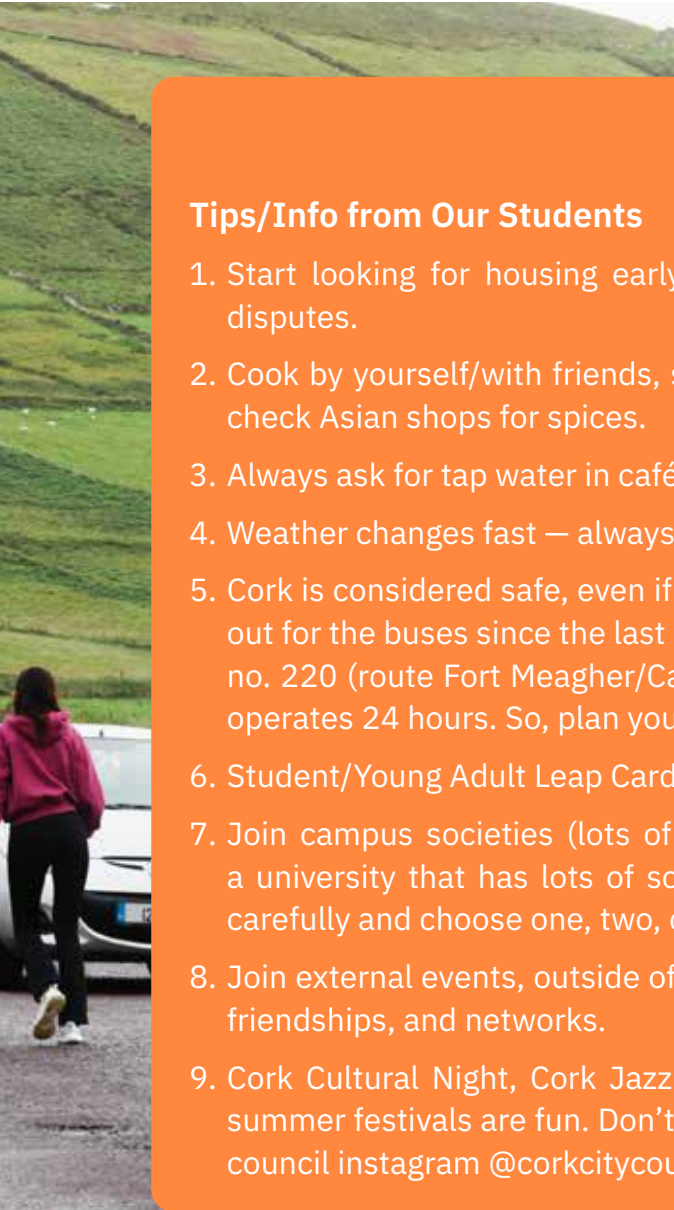 Tips/Info from Our Students
1. Start looking for housing early
disputes.
2. Cook by yourself/with friends,
check Asian shops for spices.
3. Always ask for tap water in café
4. Weather changes fast — always
5. Cork is considered safe, even if
out for the buses since the last
no. 220 (route Fort Meagher/Ca
operates 24 hours. So, plan you
6. Student/Young Adult Leap Card
7. Join campus societies (lots of
a university that has lots of so
carefully and choose one, two,
8. Join external events, outside of
friendships, and networks.
9. Cork Cultural Night, Cork Jazz
summer festivals are fun. Don’t
council instagram @corkcitycou